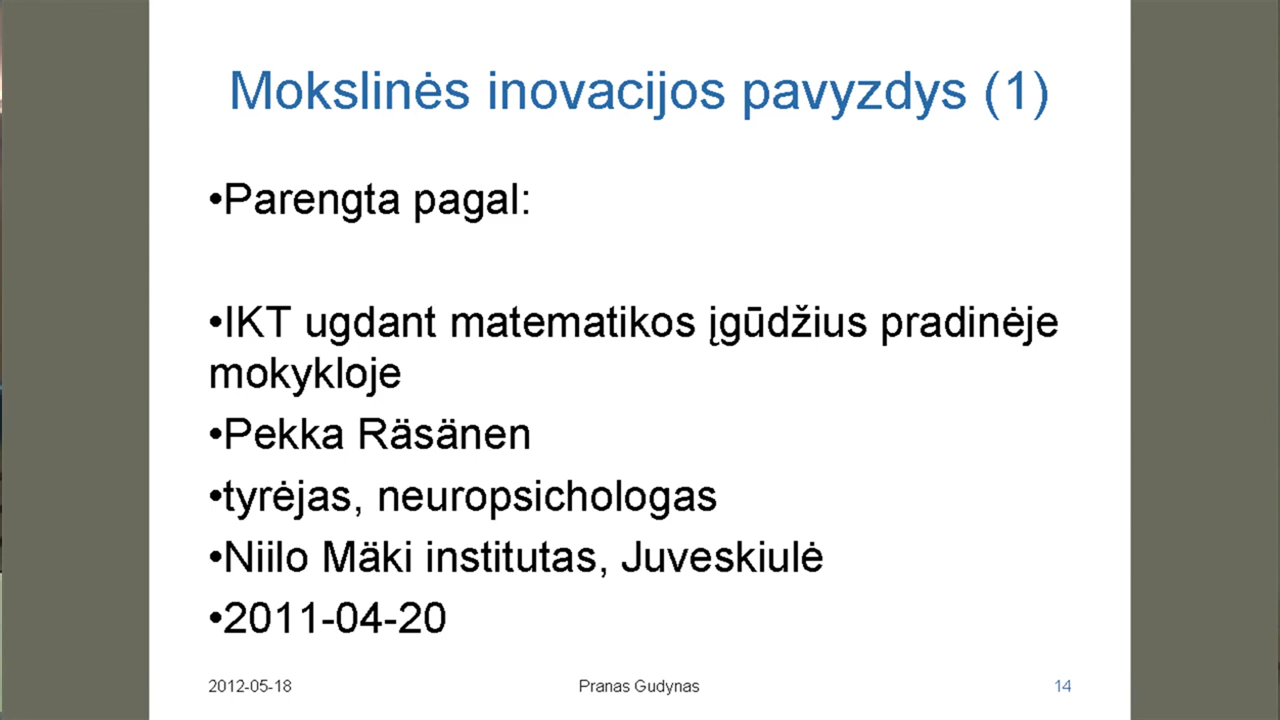 Mokslinės inovacijos pavyzdys (1)
•Parengta pagal:
•IKT ugdant matematikos įgūdžius pradinėje
mokykloje
•Pekka Räsänen
•tyrėjas, neuropsichologas
•Niilo Mäki institutas, Juveskiulė
•2011-04-20
2012-05-18
Pranas Gudynas
14